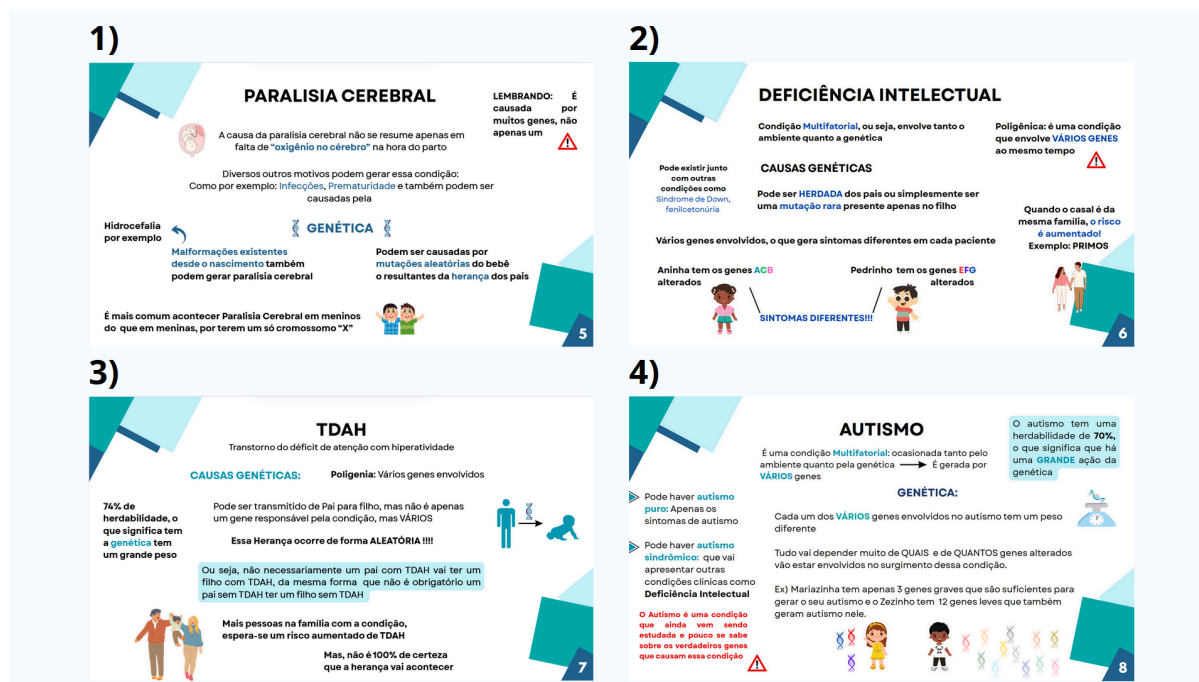 1)
PARALISIA CEREBRAL
LEMBRANDO: É
causada por
muitos genes, não
apenas um
A causa da paralisia cerebral não se resume apenas em
falta de “oxigênio no cérebro” na hora do parto
Diversos outros motivos podem gerar essa condição:
Como por exemplo: Infecções, Prematuridade e também podem ser
causadas pela
GENÉTICA
Hidrocefalia
por exemplo
Malformações existentes
desde o nascimento também
podem gerar paralisia cerebral
Podem ser causadas por
mutações aleatórias do bebê
o resultantes da herança dos pais
É mais comum acontecer Paralisia Cerebral em meninos
do que em meninas, por terem um só cromossomo “X”
5
2)
DEFICIÊNCIA INTELECTUAL
Condição Multifatorial, ou seja, envolve tanto o
ambiente quanto a genética
Poligênica: é uma condição
que envolve VÁRIOS GENES
ao mesmo tempo
Pode existir junto
com outras
condições como
Síndrome de Down,
fenilcetonúria
CAUSAS GENÉTICAS
Pode ser HERDADA dos pais ou simplesmente ser
uma mutação rara presente apenas no filho
Quando o casal é da
mesma família, o risco
é aumentado!
Exemplo: PRIMOS
Vários genes envolvidos, o que gera sintomas diferentes em cada paciente
Aninha tem os genes ACB
alterados
Pedrinho tem os genes EFG
alterados
SINTOMAS DIFERENTES!!!
6
3)
TDAH
Transtorno do déficit de atenção com hiperatividade
CAUSAS GENÉTICAS:
Poligenia: Vários genes envolvidos
74% de
herdabilidade, o
que significa tem
a genética tem
um grande peso
Pode ser transmitido de Pai para filho, mas não é apenas
um gene responsável pela condição, mas VÁRIOS
Essa Herança ocorre de forma ALEATÓRIA !!!!
Ou seja, não necessariamente um pai com TDAH vai ter um
filho com TDAH, da mesma forma que não é obrigatório um
pai sem TDAH ter um filho sem TDAH
Mais pessoas na família com a condição,
espera-se um risco aumentado de TDAH
Mas, não é 100% de certeza
que a herança vai acontecer
7
4)
AUTISMO
O autismo tem uma
herdabilidade de 70%,
o que significa que há
uma GRANDE ação da
genética
É uma condição Multifatorial: ocasionada tanto pelo
ambiente quanto pela genética → É gerada por
VÁRIOS genes
GENÉTICA:
Pode haver autismo
puro: Apenas os
sintomas de autismo
Cada um dos VÁRIOS genes envolvidos no autismo tem um peso
diferente
Pode haver autismo
sindrômico: que vai
apresentar outras
condições clínicas como
Deficiência Intelectual
Tudo vai depender muito de QUAIS e de QUANTOS genes alterados
vão estar envolvidos no surgimento dessa condição.
Ex) Mariazinha tem apenas 3 genes graves que são suficientes para
gerar o seu autismo e o Zezinho tem 12 genes leves que também
geram autismo nele.
O Autismo é uma condição
que ainda vem sendo
estudada e pouco se sabe
sobre os verdadeiros genes
que causam essa condição
8